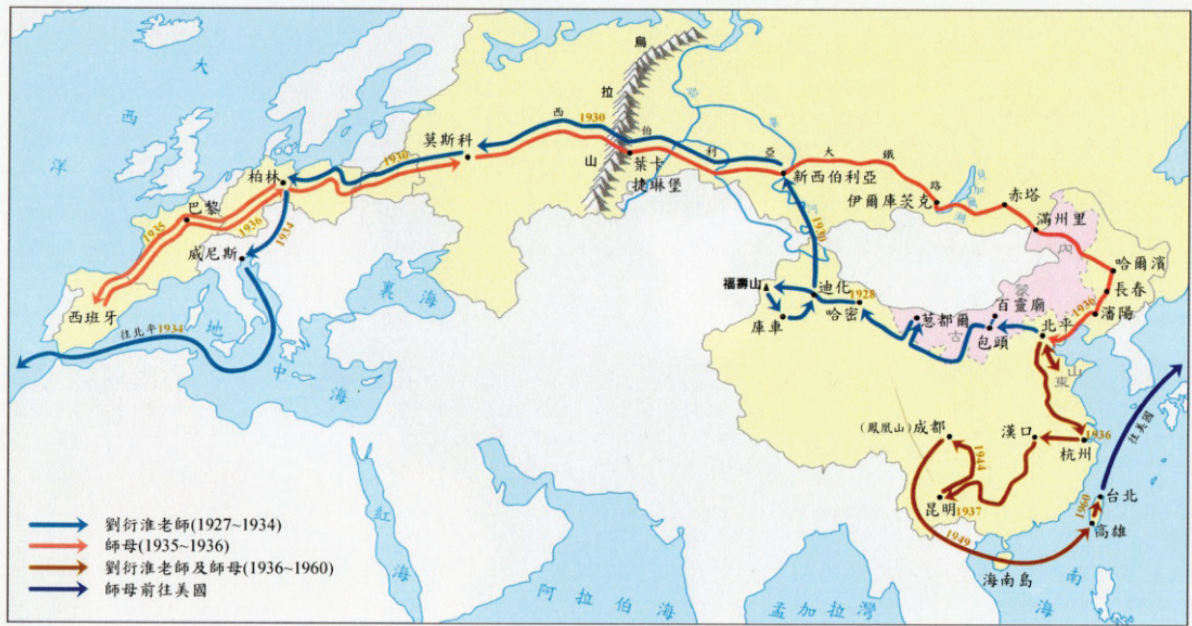 大西洋
烏拉山
西伯利亞大鐵路
1930
莫斯科
1930
柏林
葉卡捷琳堡
新西伯利亞
伊爾庫茨克
赤塔
滿州里
巴黎
1935
1936
1934
威尼斯
1930
內蒙古
哈爾濱
長春
瀋陽
1936
西班牙
裏海
福壽山
迪化
1928
庫車
哈密
葱都爾
百靈廟
包頭
北平
山東
往北平1934
地中海
(鳳凰山)成都
漢口
1936
杭州
往美國
1944
昆明
1937
台北
1960
高雄
1949
海南島
南海
紅海
阿拉伯海
孟加拉灣
劉衍淮老師(1927~1934)
師母(1935~1936)
劉衍淮老師及師母(1936~1960)
師母前往美國